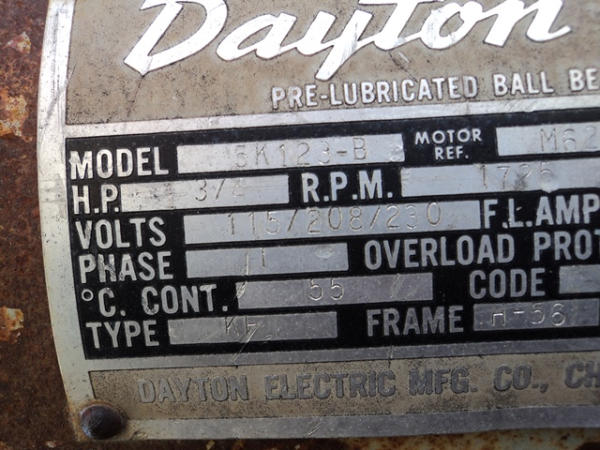 Dayton
PRE-LUBRICATED BALL BE
MODEL 5K123-B MOTOR REF. M62
H.P. 3/4 R.P.M. 1725
VOLTS 115/208/230 F.L.AMP
PHASE 1 OVERLOAD PROT
°C. CONT. 55 CODE
TYPE FRAME H-56
DAYTON ELECTRIC MFG. CO., CH